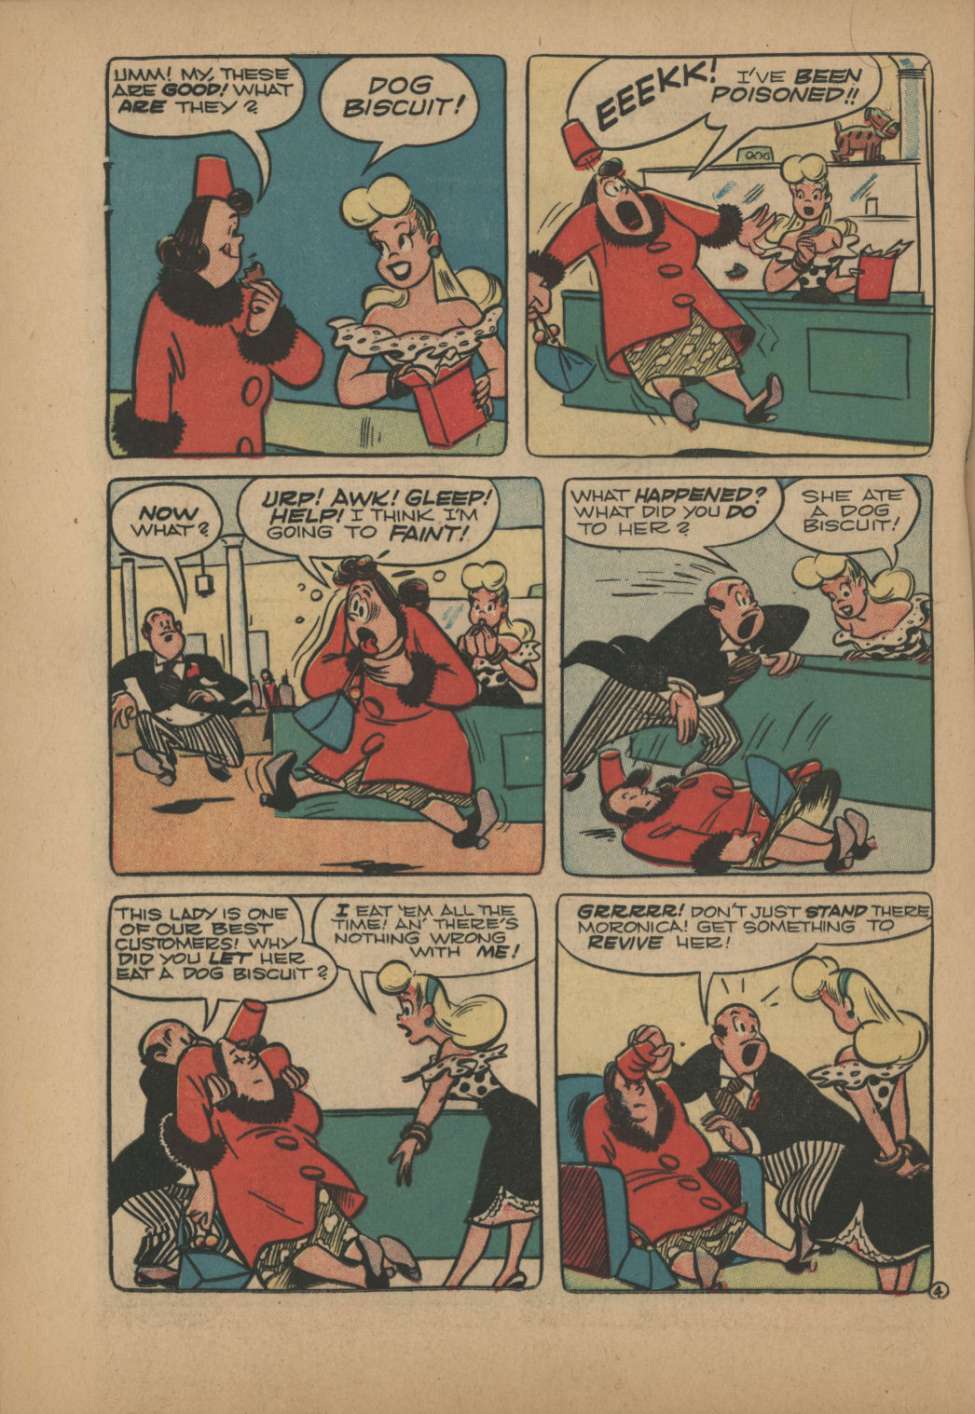 UMM! MY, THESE
ARE GOOD! WHAT
ARE THEY?
DOG
BISCUIT!
EEEKK! I'VE BEEN
POISONED!!
DOG
NOW
WHAT?
URP! AWK! GLEEP!
HELP! I THINK I'M
GOING TO FAINT!
WHAT HAPPENED?
WHAT DID YOU DO
TO HER?
SHE ATE
A DOG
BISCUIT!
THIS LADY IS ONE
OF OUR BEST
CUSTOMERS! WHY
DID YOU LET HER
EAT A DOG BISCUIT?
I EAT 'EM ALL THE
TIME! AN' THERE'S
NOTHING WRONG
WITH ME!
GRRRRR! DON'T JUST STAND THERE,
MORONICA! GET SOMETHING TO
REVIVE HER!
4